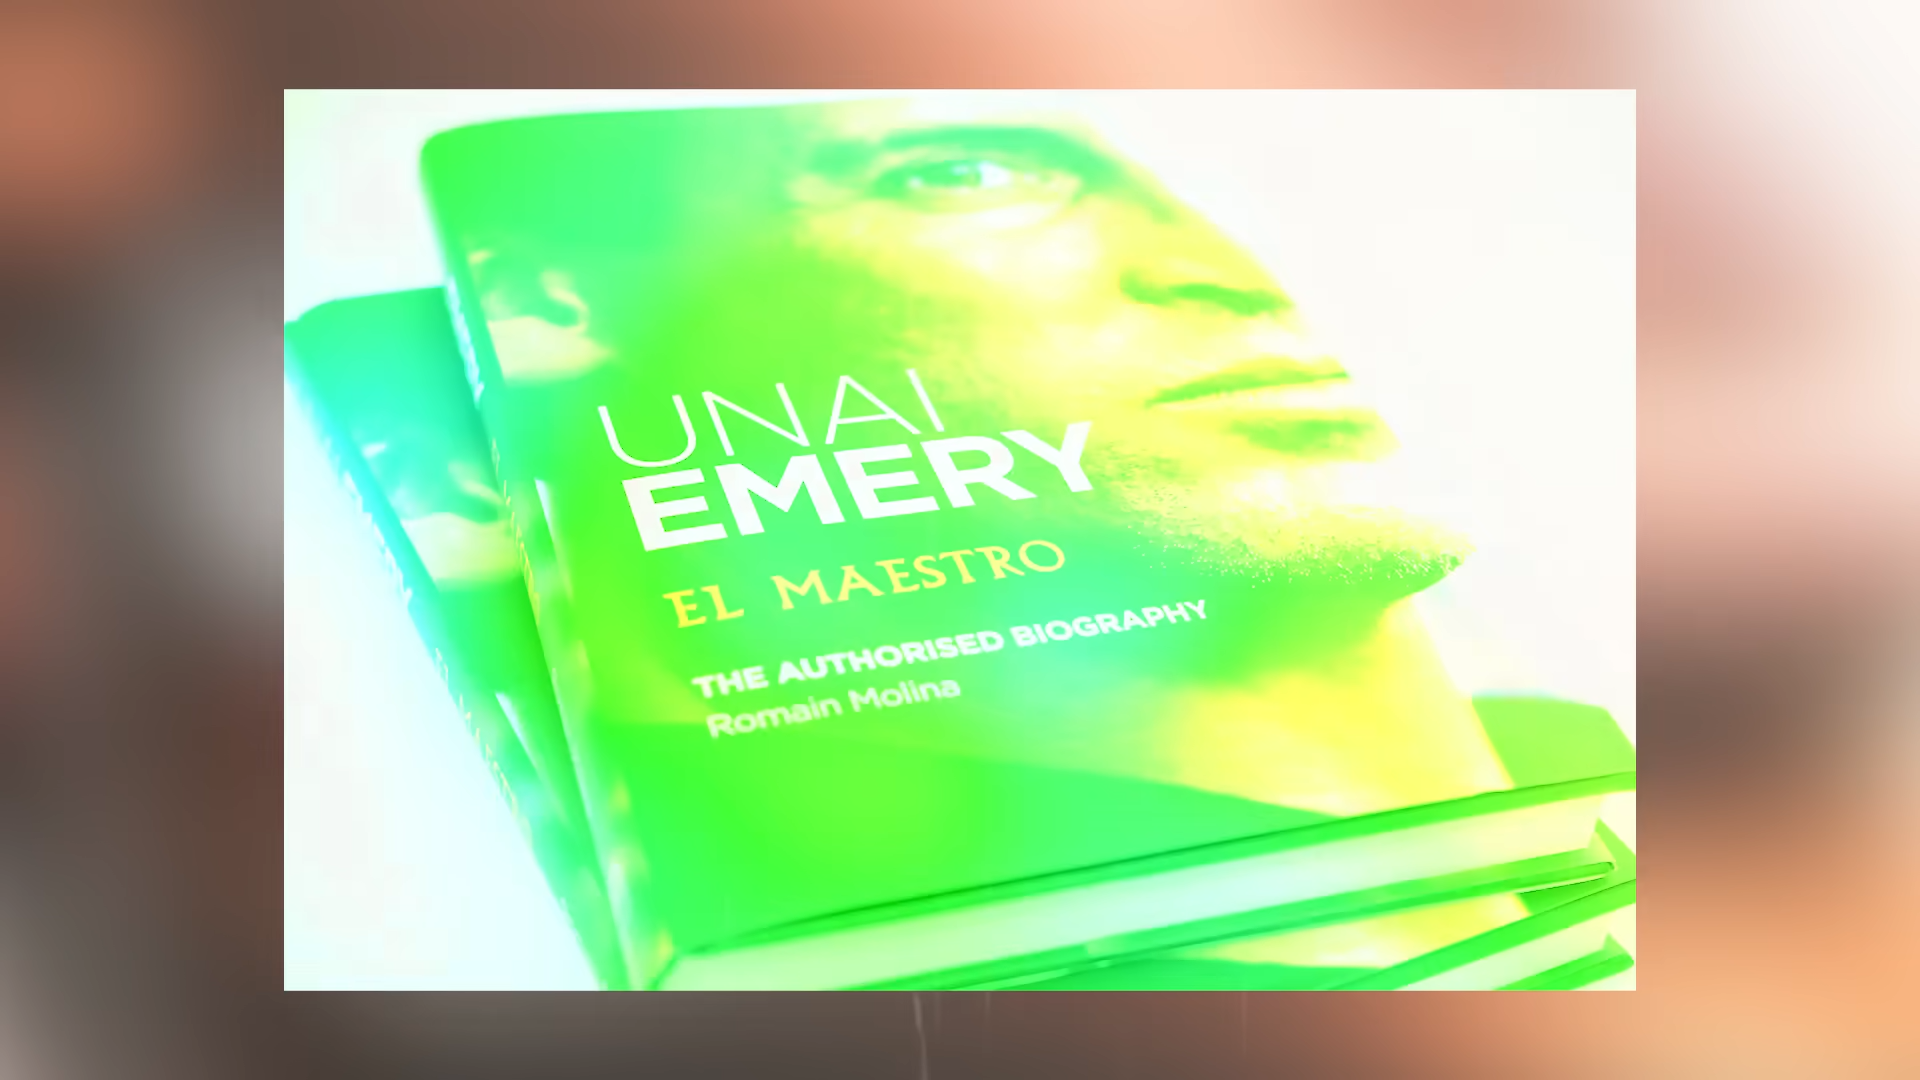 UNAI
EMERY
EL MAESTRO
THE AUTHORISED BIOGRAPHY
Romain Molina